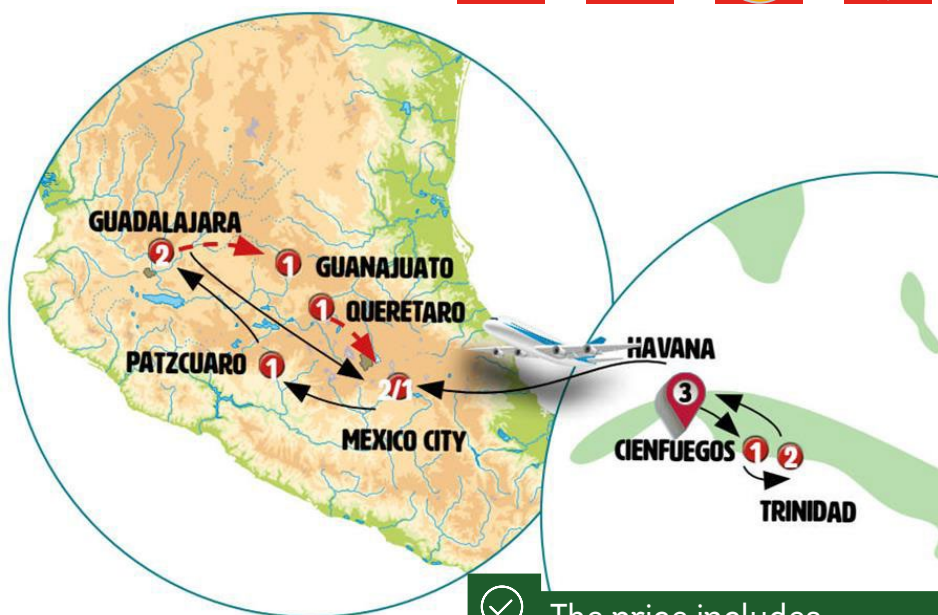 GUADALAJARA
2
1
GUANAJUATO
1
QUERETARO
PATZCUARO
1
2/1
MEXICO CITY
HAVANA
3
CIENFUEGOS
1
2
TRINIDAD
The price includes